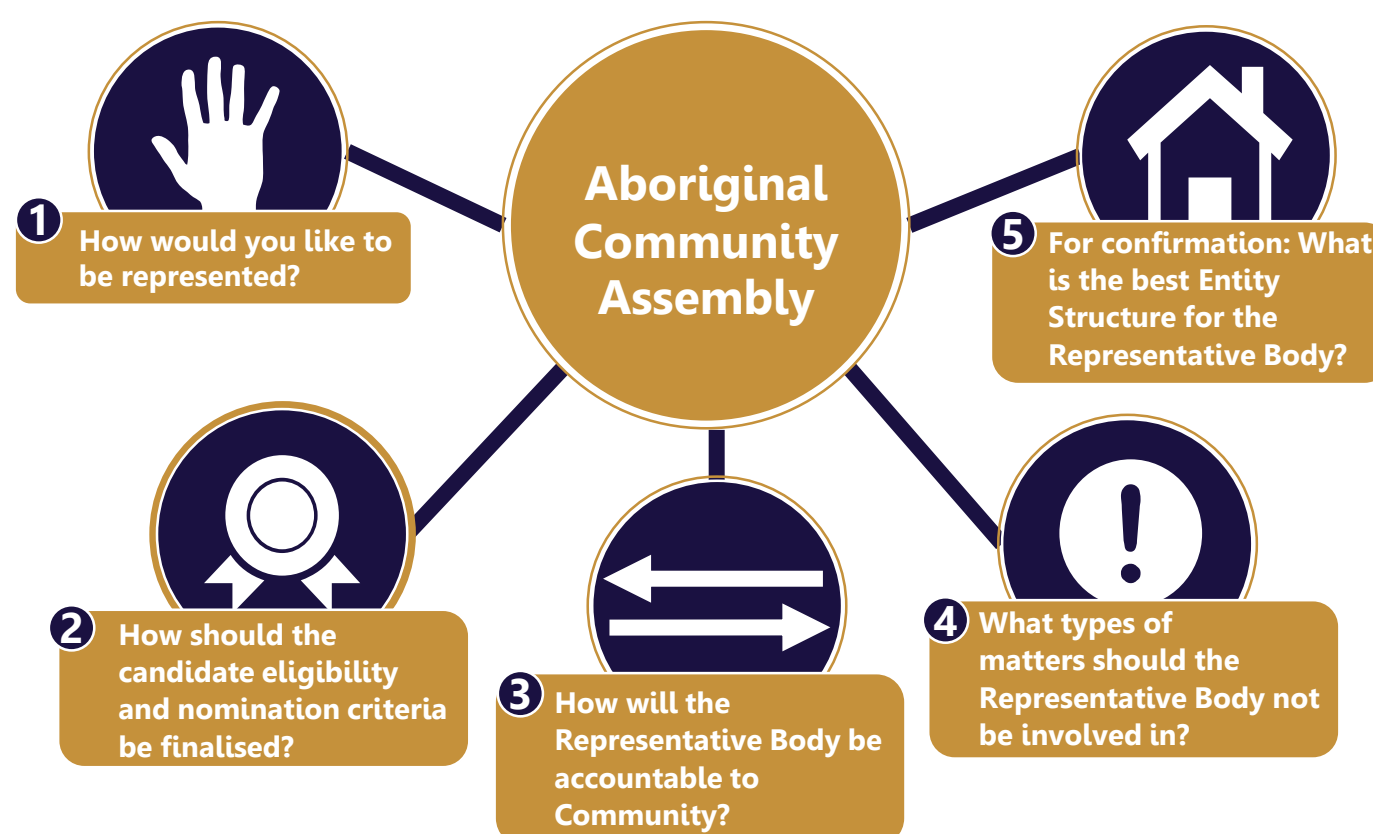 Aboriginal
Community
Assembly
1
How would you like to
be represented?
2
How should the
candidate eligibility
and nomination criteria
be finalised?
3
How will the
Representative Body be
accountable to
Community?
4
What types of
matters should the
Representative Body not
be involved in?
5
For confirmation: What
is the best Entity
Structure for the
Representative Body?